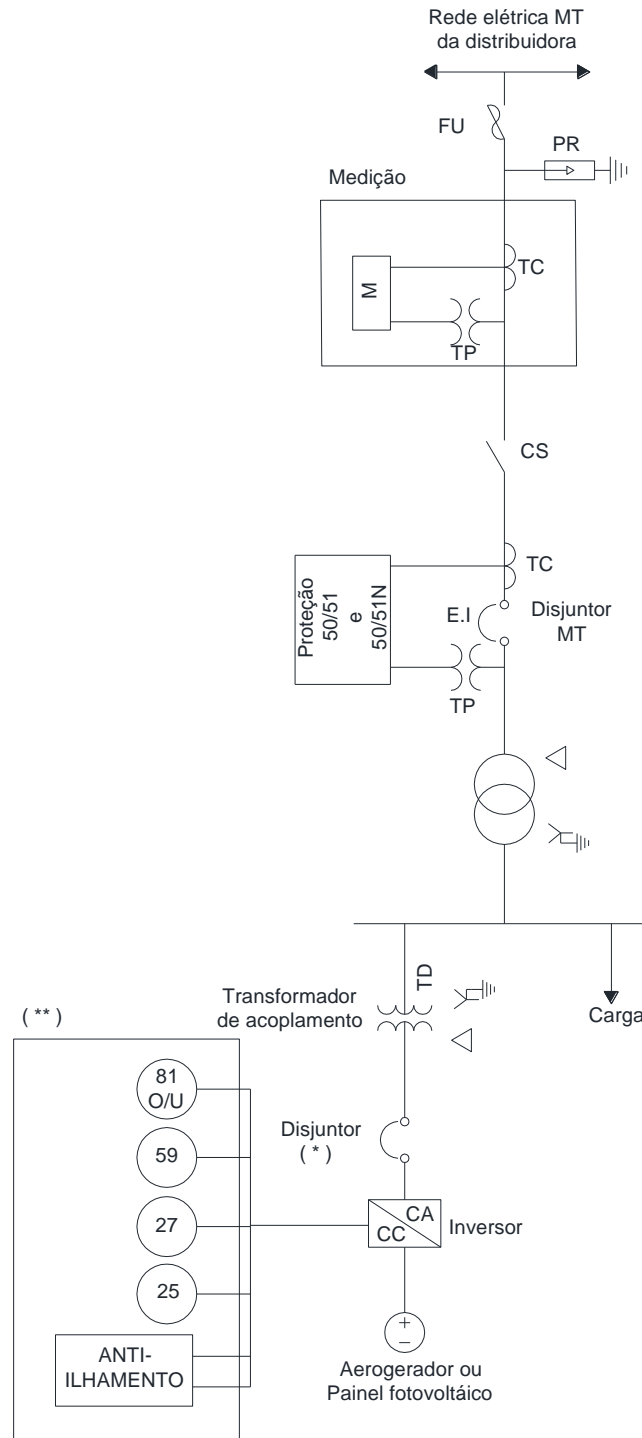 Rede elétrica MT
da distribuidora
FU
PR
Medição
TC
M
TP
CS
TC
Proteção
50/51
e
50/51N
E.I
Disjuntor
MT
TP
TD
Transformador
de acoplamento
Carga
( ** )
81
O/U
Disjuntor
( * )
59
27
CA
CC
Inversor
25
ANTI-
ILHAMENTO
Aerogerador ou
Painel fotovoltáico